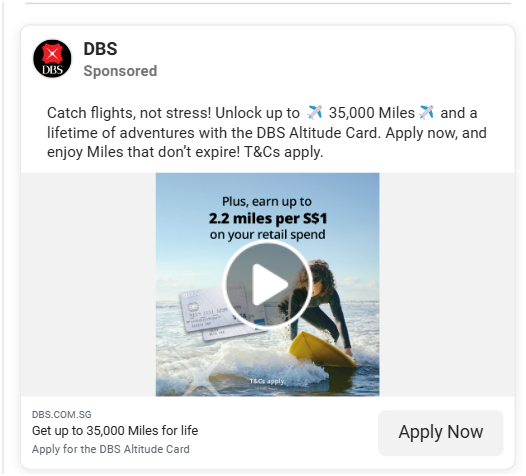 DBS
DBS
Sponsored
Catch flights, not stress! Unlock up to ✈️ 35,000 Miles ✈️ and a
lifetime of adventures with the DBS Altitude Card. Apply now, and
enjoy Miles that don’t expire! T&Cs apply.
Plus, earn up to
2.2 miles per S$1
on your retail spend
T&Cs apply.
DBS.COM.SG
Get up to 35,000 Miles for life
Apply for the DBS Altitude Card
Apply Now